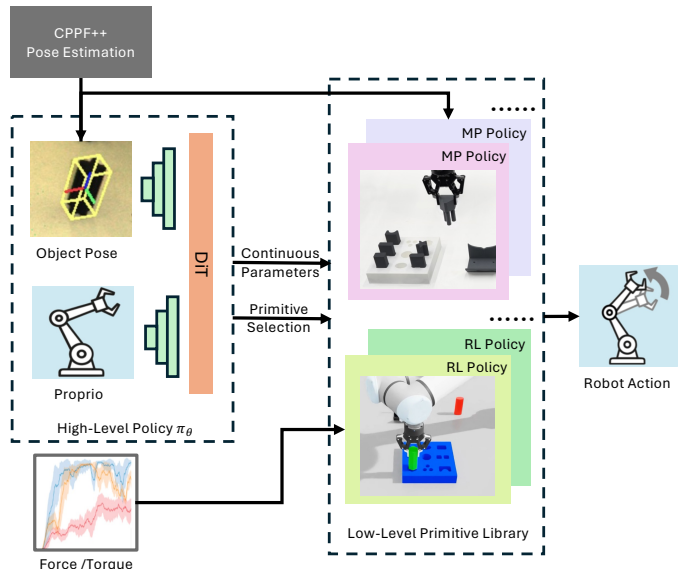 CPPF++
Pose Estimation
Object Pose
Proprio
DiT
High-Level Policy πθ
Force /Torque
Continuous
Parameters
Primitive
Selection
......
MP Policy
MP Policy
......
RL Policy
RL Policy
Low-Level Primitive Library
Robot Action